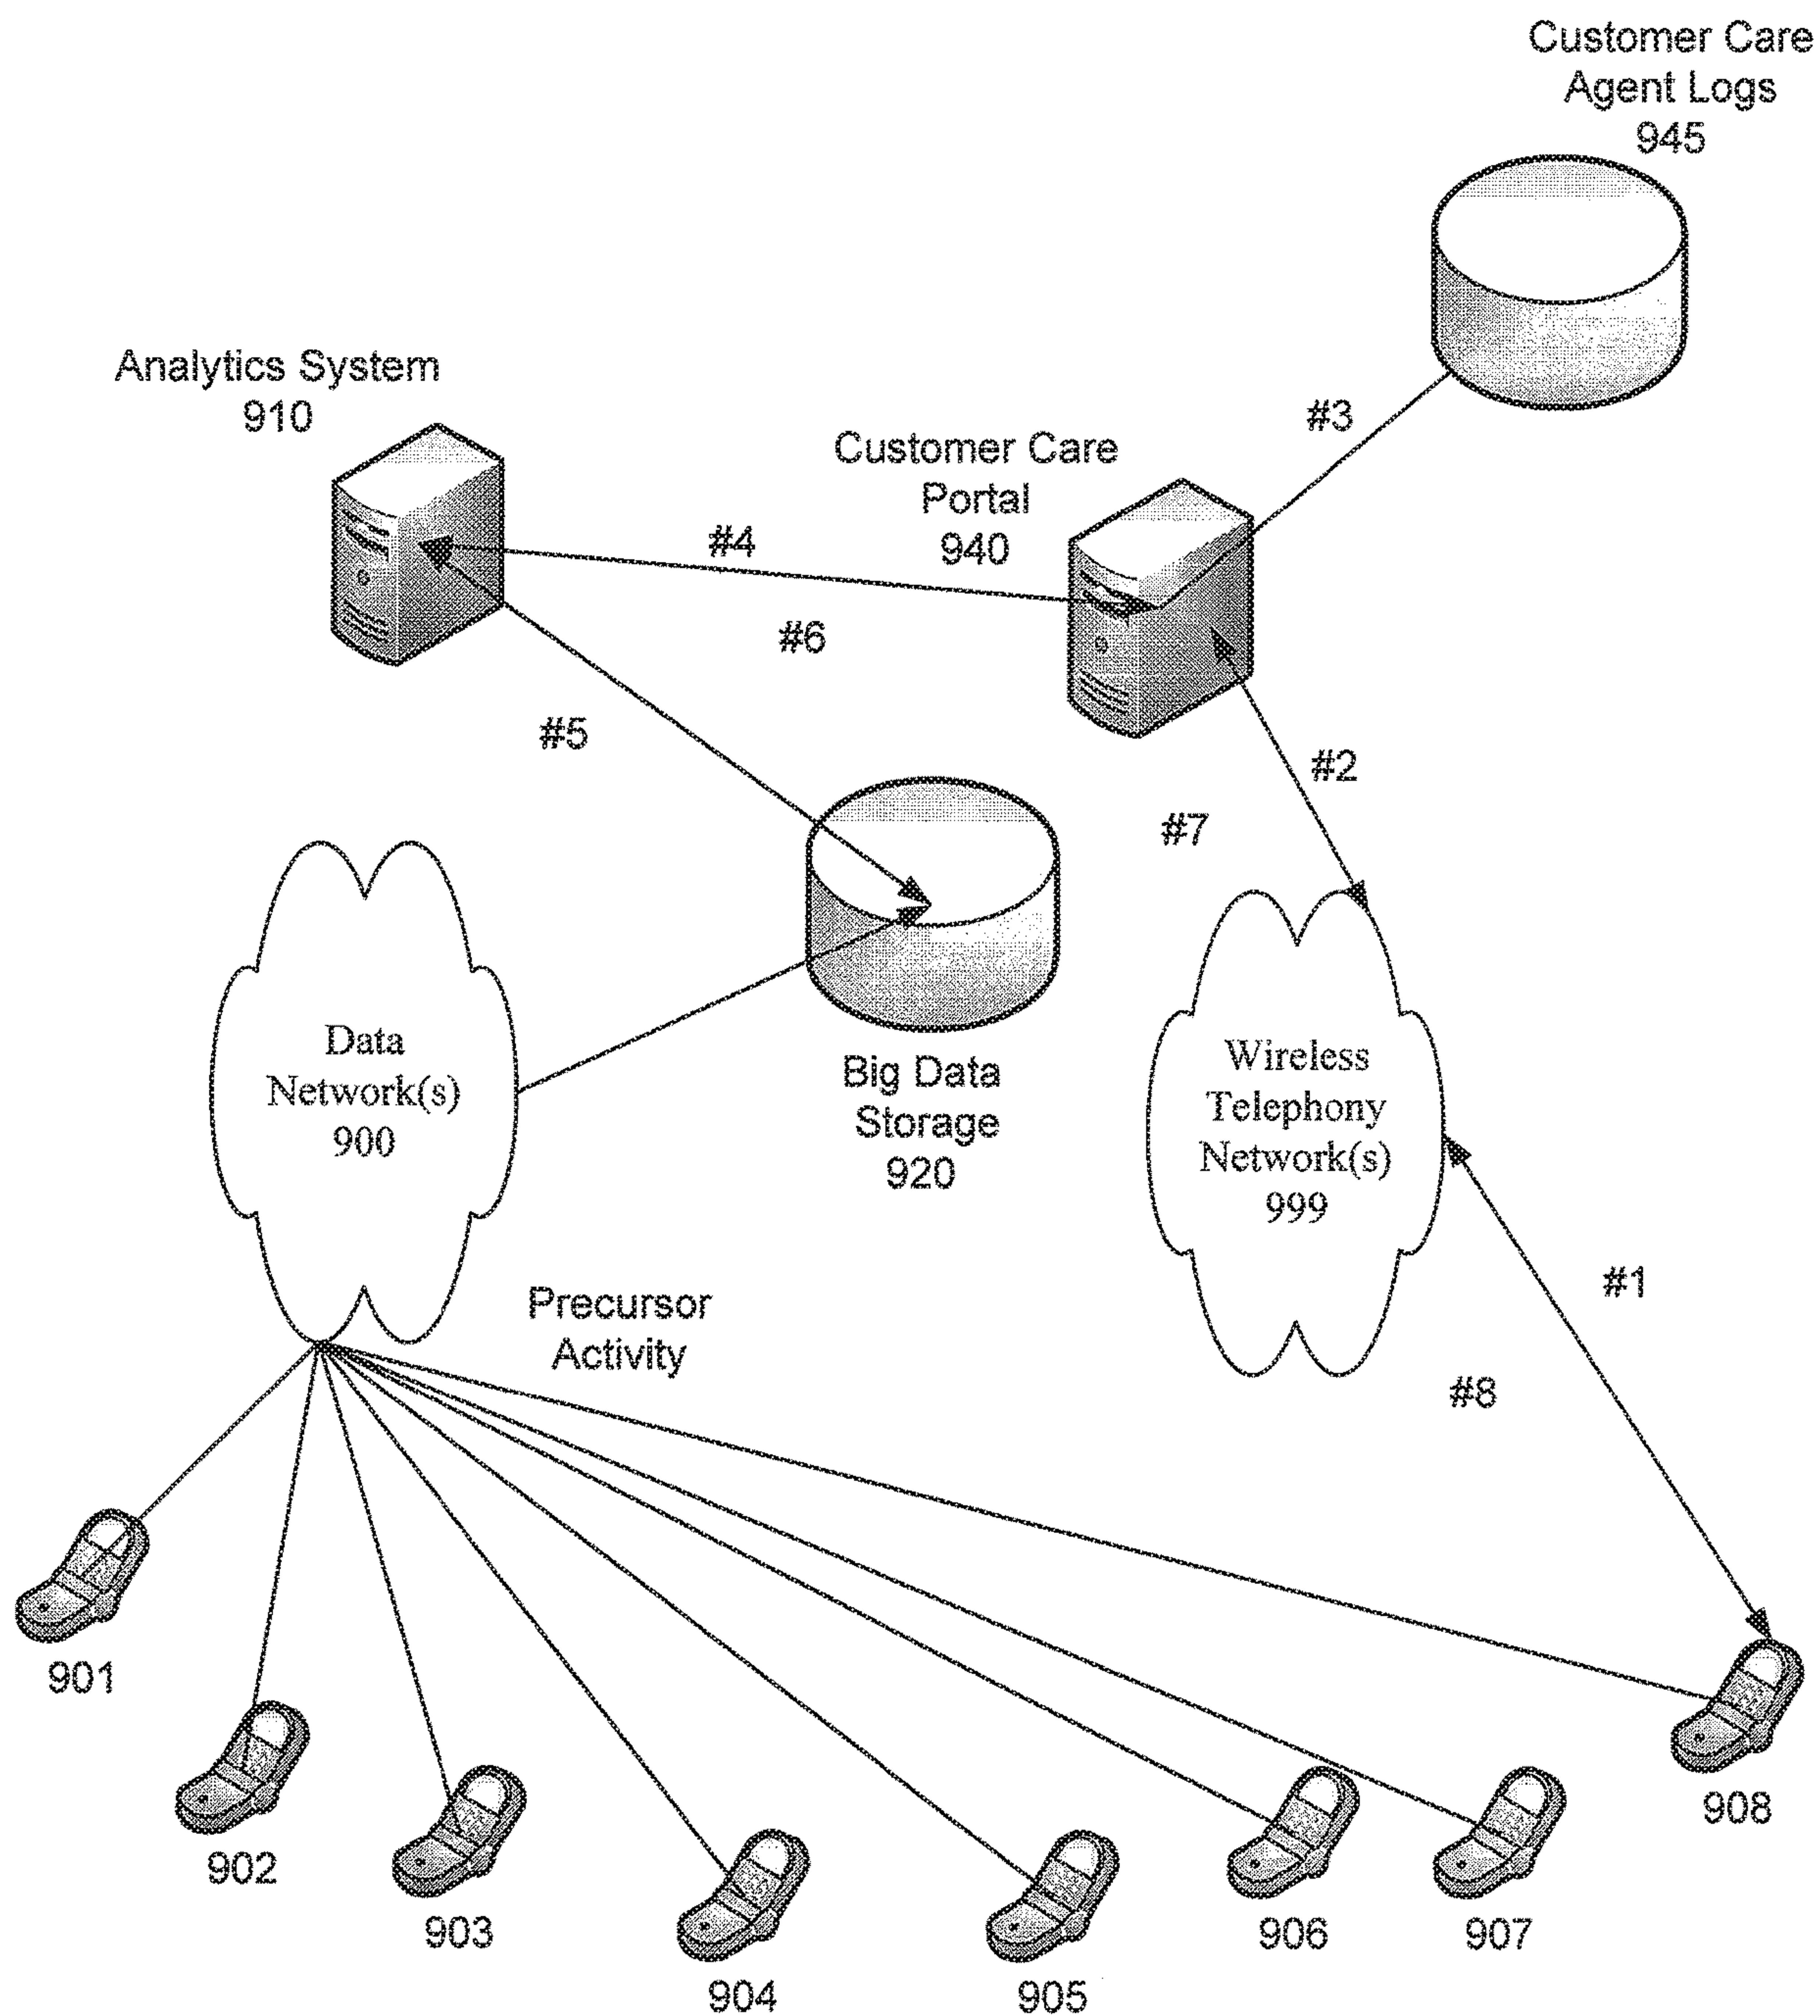 Customer Care
Agent Logs
945
Analytics System
910
#3
Customer Care
Portal
940
#4
#6
#5
#2
#7
Data
Network(s)
900
Big Data
Storage
920
Wireless
Telephony
Network(s)
999
#1
Precursor
Activity
#8
901
902
903
904
905
906
907
908